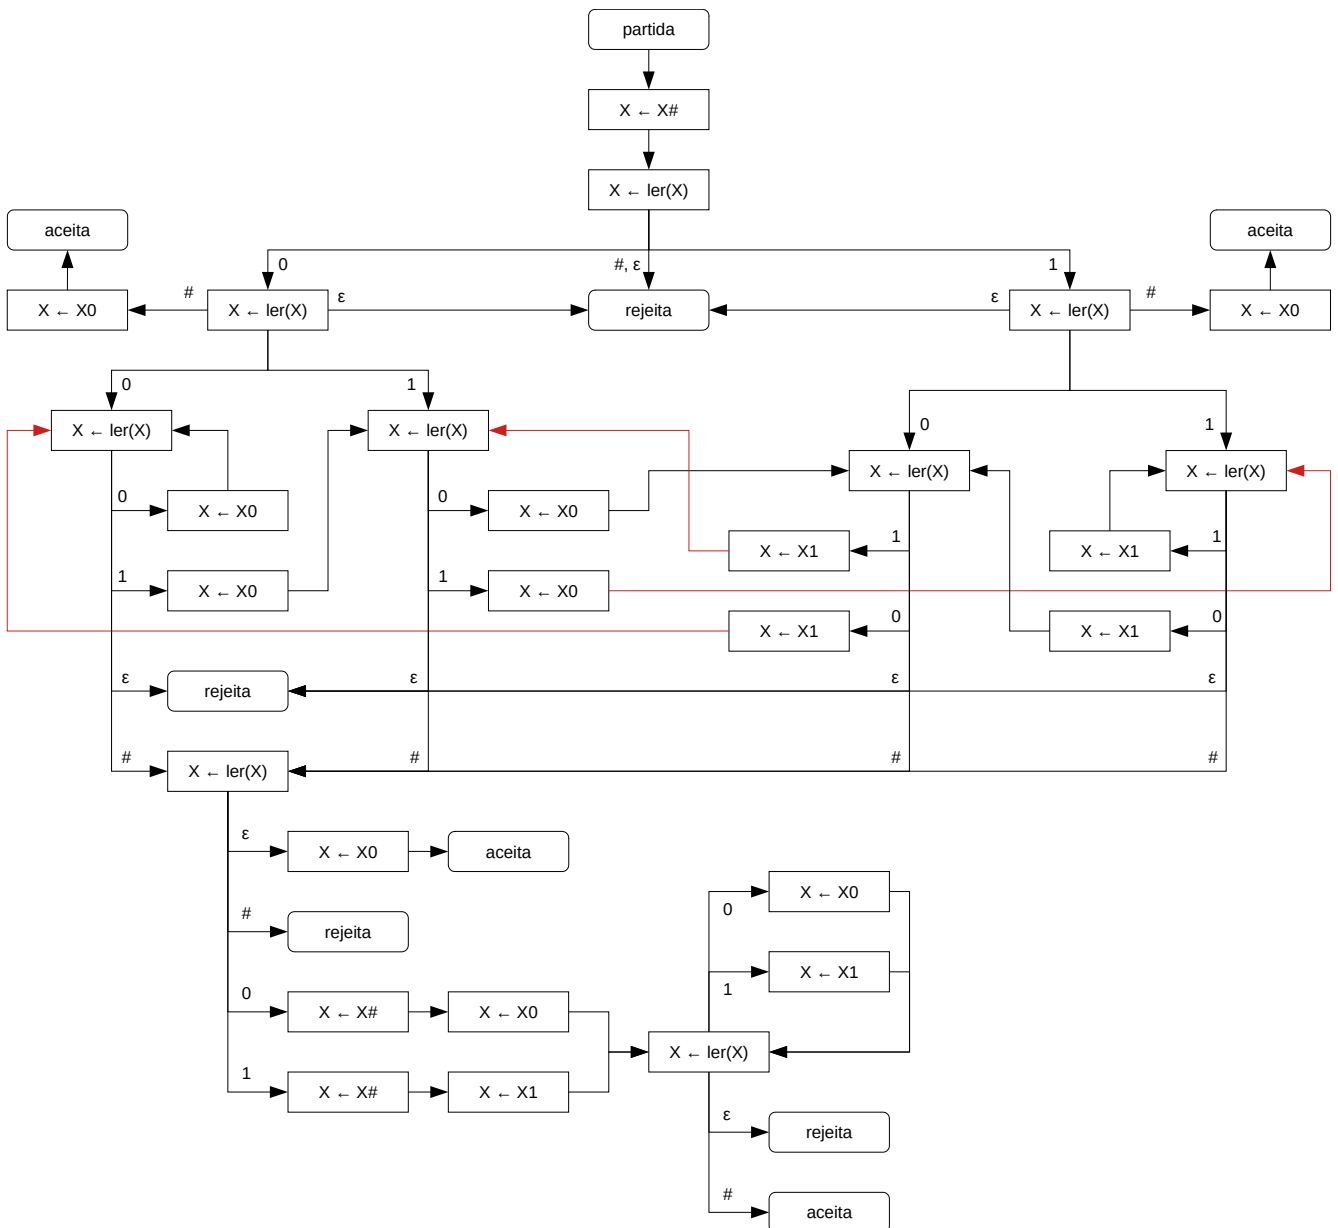 partida
X ← X#
X ← ler(X)
aceita
aceita
0
#, ε
1
#
ε
ε
#
X ← X0
X ← ler(X)
rejeita
X ← ler(X)
X ← X0
0
1
0
1
X ← ler(X)
X ← ler(X)
X ← ler(X)
X ← ler(X)
0
X ← X0
0
X ← X0
X ← X1
1
X ← X1
1
1
X ← X0
1
X ← X0
X ← X1
0
X ← X1
0
ε
rejeita
ε
ε
ε
#
X ← ler(X)
#
#
#
ε
X ← X0
aceita
X ← X0
0
#
rejeita
X ← X1
1
0
X ← X#
X ← X0
X ← ler(X)
1
X ← X#
X ← X1
ε
rejeita
#
aceita